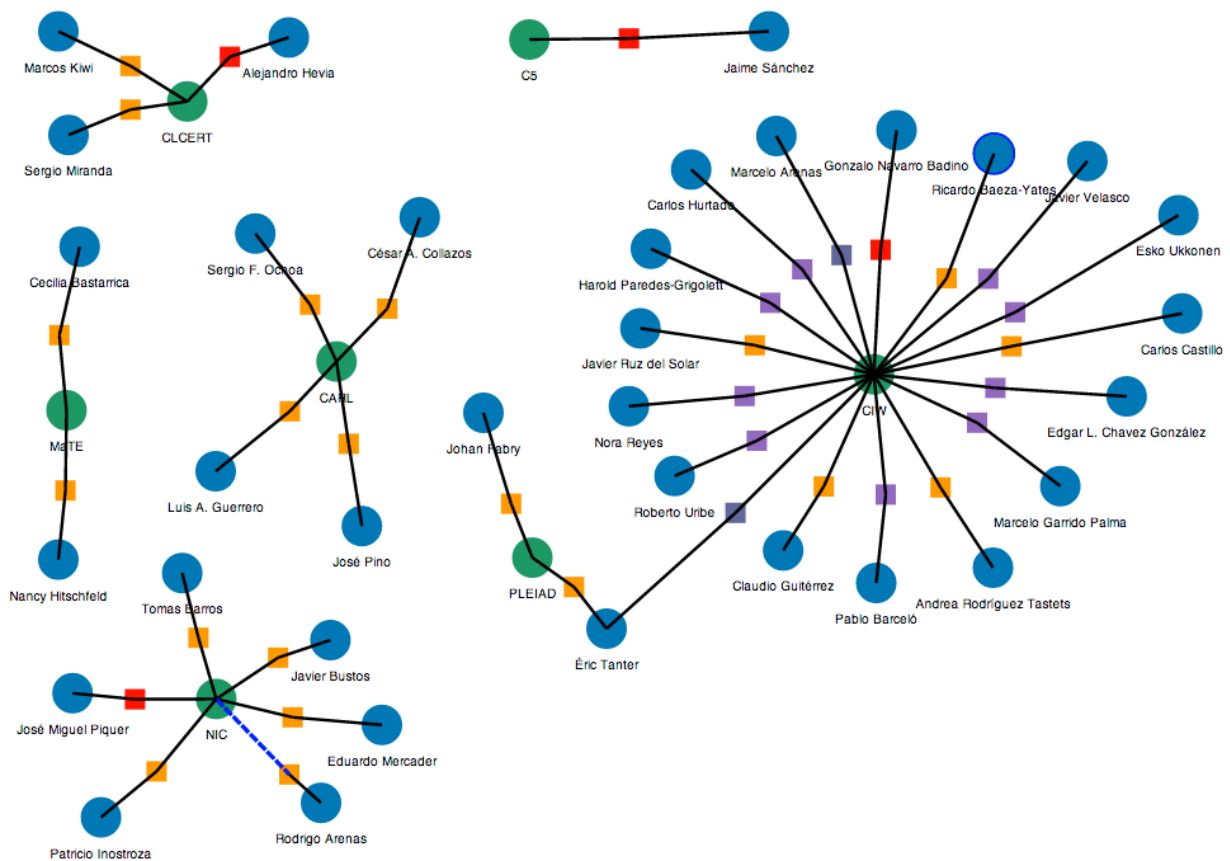 Marcos Kiwi
Alejandro Hevia
CLCERT
Sergio Miranda
C5
Jaime Sánchez
Gonzalo Navarro Badino
Marcelo Arenas
Ricardo Baeza-Yates
Javier Velasco
Carlos Hurtado
Esko Ukkonen
Harold Paredes-Grigolett
Carlos Castillo
Javier Ruz del Solar
CIW
Edgar L. Chavez González
Nora Reyes
Marcelo Garrido Palma
Roberto Uribe
Claudio Guitérrez
Andrea Rodríguez Tastets
Pablo Barceló
Cecilia Bastarrica
MaTE
Nancy Hitschfeld
Sergio F. Ochoa
César A. Collazos
CARL
Luis A. Guerrero
José Pino
Johan Fabry
PLEIAD
Éric Tanter
Tomas Barros
Javier Bustos
José Miguel Piquer
NIC
Eduardo Mercader
Rodrigo Arenas
Patricio Inostroza